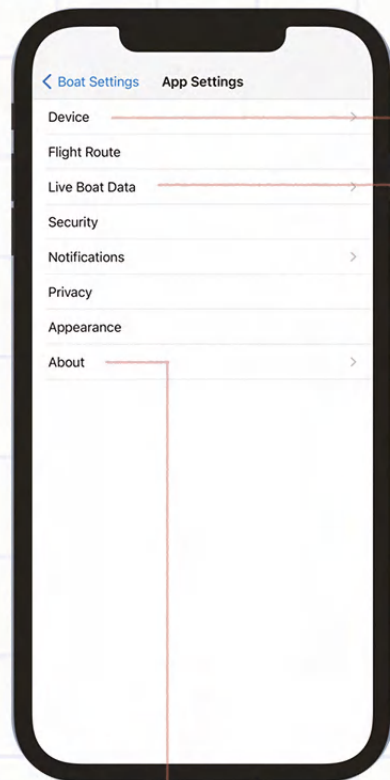 Boat Settings App Settings
Device
Flight Route
Live Boat Data
Security
Notifications
Privacy
Appearance
About